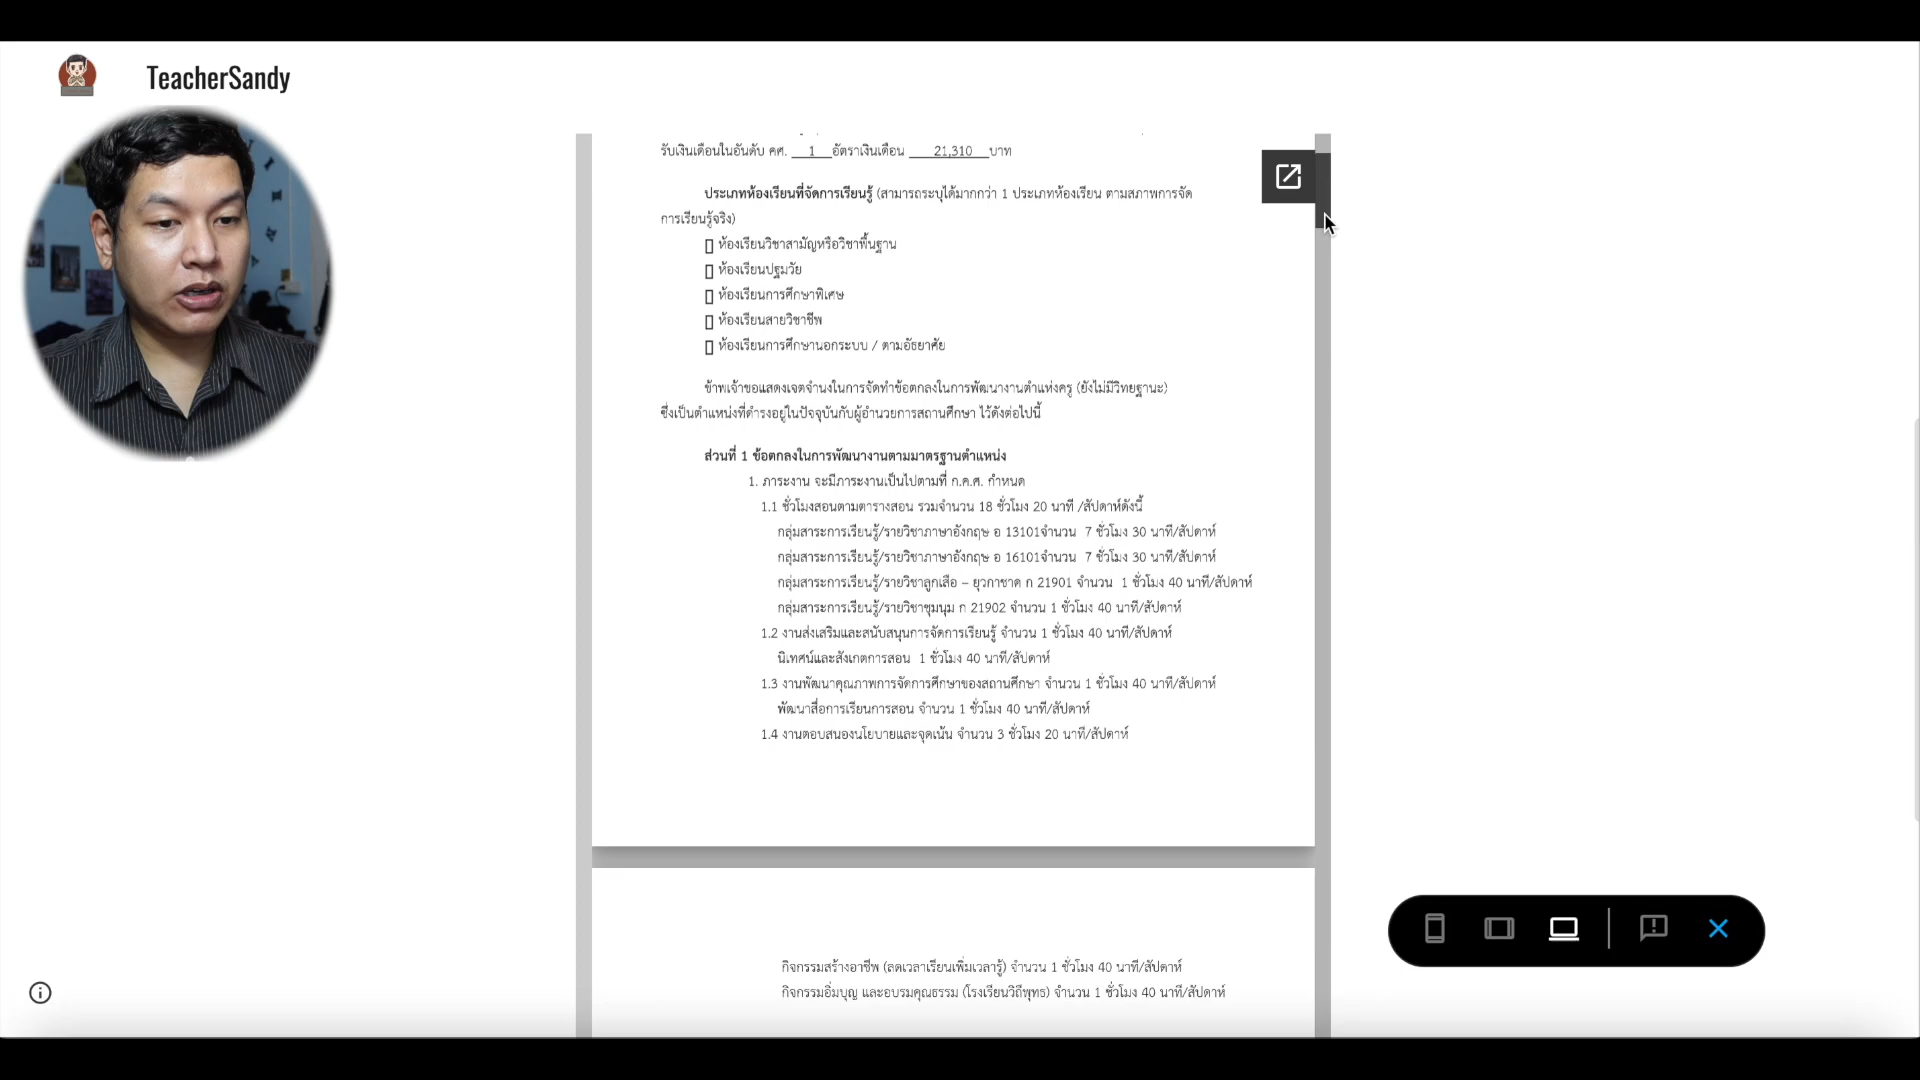 TeacherSandy
รับเงินเดือนในอันดับ คศ. 1 อัตราเงินเดือน 21,310 บาท
ประเภทห้องเรียนที่จัดการเรียนรู้ (สามารถระบุได้มากกว่า 1 ประเภทห้องเรียน ตามสภาพการจัด
การเรียนรู้จริง)
ห้องเรียนวิชาสามัญหรือวิชาพื้นฐาน
ห้องเรียนปฐมวัย
ห้องเรียนการศึกษาพิเศษ
ห้องเรียนสายวิชาชีพ
ห้องเรียนการศึกษานอกระบบ / ตามอัธยาศัย
ข้าพเจ้าขอแสดงเจตจำนงในการจัดทำข้อตกลงในการพัฒนางานตำแห่งครู (ยังไม่มีวิทยฐานะ)
ซึ่งเป็นตำแหน่งที่ดำรงอยู่ในปัจจุบันกับผู้อำนวยการสถานศึกษา ไว้ดังต่อไปนี้
ส่วนที่ 1 ข้อตกลงในการพัฒนางานตามมาตรฐานตำแหน่ง
1. ภาระงาน จะมีภาระงานเป็นไปตามที่ ก.ค.ศ. กำหนด
1.1 ชั่วโมงสอนตามตารางสอน รวมจำนวน 18 ชั่วโมง 20 นาที /สัปดาห์ดังนี้
กลุ่มสาระการเรียนรู้/รายวิชาภาษาอังกฤษ อ 13101จำนวน 7 ชั่วโมง 30 นาที/สัปดาห์
กลุ่มสาระการเรียนรู้/รายวิชาภาษาอังกฤษ อ 16101จำนวน 7 ชั่วโมง 30 นาที/สัปดาห์
กลุ่มสาระการเรียนรู้/รายวิชาลูกเสือ – ยุวกาชาด ก 21901 จำนวน 1 ชั่วโมง 40 นาที/สัปดาห์
กลุ่มสาระการเรียนรู้/รายวิชาชุมนุม ก 21902 จำนวน 1 ชั่วโมง 40 นาที/สัปดาห์
1.2 งานส่งเสริมและสนับสนุนการจัดการเรียนรู้ จำนวน 1 ชั่วโมง 40 นาที/สัปดาห์
นิเทศน์และสังเกตการสอน 1 ชั่วโมง 40 นาที/สัปดาห์
1.3 งานพัฒนาคุณภาพการจัดการศึกษาของสถานศึกษา จำนวน 1 ชั่วโมง 40 นาที/สัปดาห์
พัฒนาสื่อการเรียนการสอน จำนวน 1 ชั่วโมง 40 นาที/สัปดาห์
1.4 งานตอบสนองนโยบายและจุดเน้น จำนวน 3 ชั่วโมง 20 นาที/สัปดาห์
กิจกรรมสร้างอาชีพ (ลดเวลาเรียนเพิ่มเวลารู้) จำนวน 1 ชั่วโมง 40 นาที/สัปดาห์
กิจกรรมอิ่มบุญ และอบรมคุณธรรม (โรงเรียนวิถีพุทธ) จำนวน 1 ชั่วโมง 40 นาที/สัปดาห์